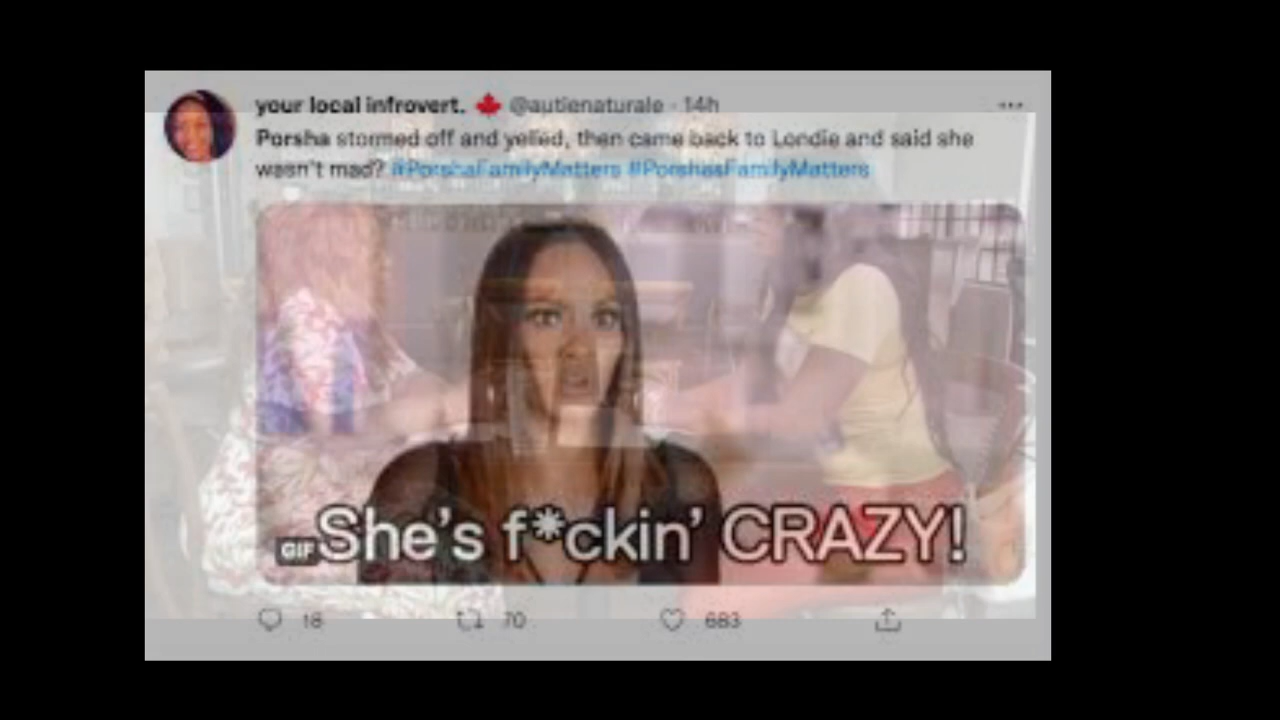 your local infrovert. 🍁 @autienaturale · 14h
Porsha stormed off and yelled, then came back to Londie and said she
wasn't mad? #PorshaFamilyMatters #PorshasFamilyMatters
GIF She's f*ckin' CRAZY!
18 70 683